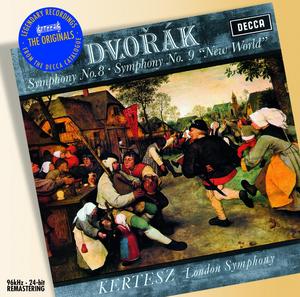 LEGENDARY RECORDINGS
THE ORIGINALS
FROM THE DECCA CATALOGUE
DECCA
DVOŘÁK
Symphony No. 8 · Symphony No. 9 “New World”
KERTESZ London Symphony
96kHz · 24-bit
REMASTERING